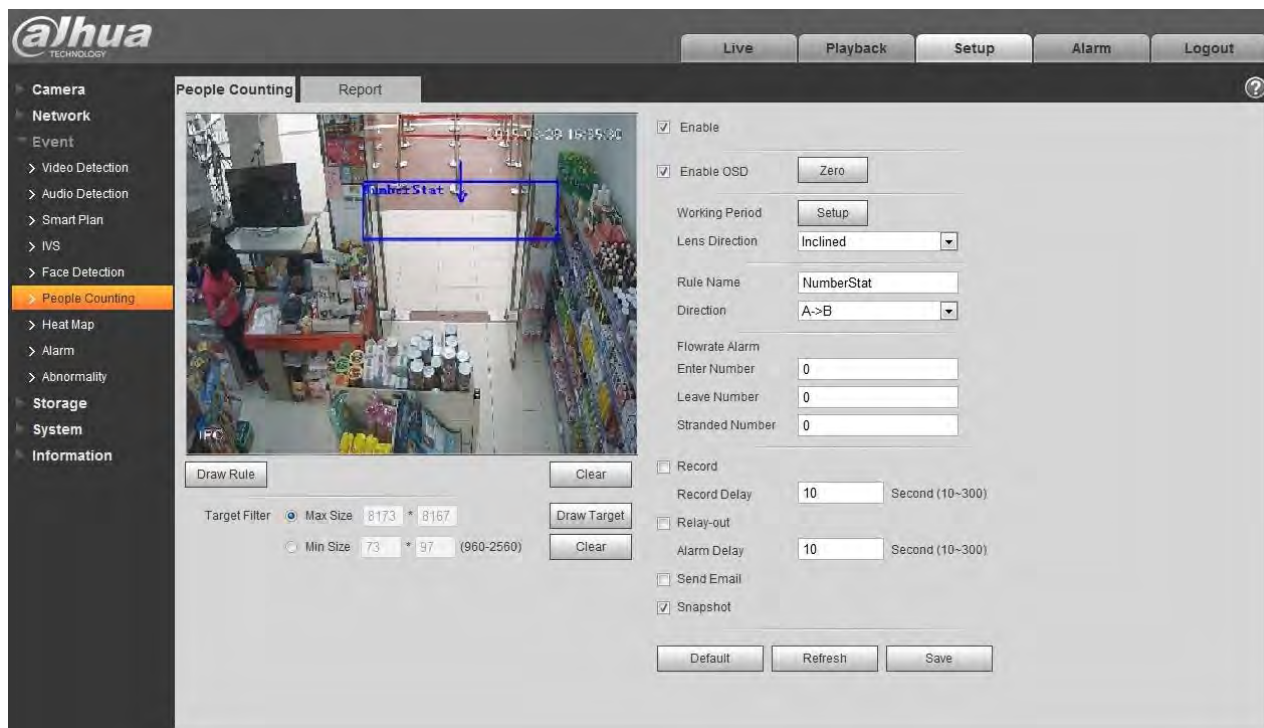 alhua
TECHNOLOGY
Live
Playback
Setup
Alarm
Logout
Camera
Network
Event
Video Detection
Audio Detection
Smart Plan
IVS
Face Detection
People Counting
Heat Map
Alarm
Abnormality
Storage
System
Information
People Counting
Report
NumberStat
IPC
Draw Rule
Clear
Target Filter
Max Size 8173 * 8167
Draw Target
Min Size 73 * 97 (960-2560)
Clear
Enable
Enable OSD
Zero
Working Period
Setup
Lens Direction
Inclined
Rule Name
NumberStat
Direction
A->B
Flowrate Alarm
Enter Number
0
Leave Number
0
Stranded Number
0
Record
Record Delay
10
Second (10~300)
Relay-out
Alarm Delay
10
Second (10~300)
Send Email
Snapshot
Default
Refresh
Save
?